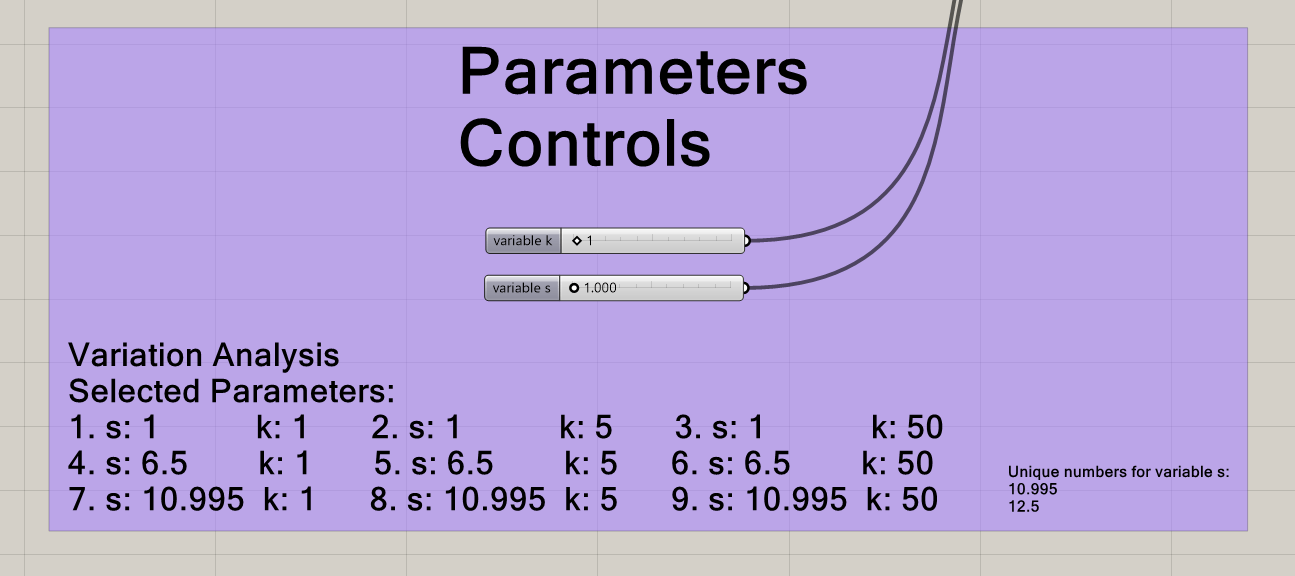 Parameters
Controls
variable k 1
variable s 1.000
Variation Analysis
Selected Parameters:
1. s: 1 k: 1 2. s: 1 k: 5 3. s: 1 k: 50
4. s: 6.5 k: 1 5. s: 6.5 k: 5 6. s: 6.5 k: 50
7. s: 10.995 k: 1 8. s: 10.995 k: 5 9. s: 10.995 k: 50
Unique numbers for variable s:
10.995
12.5